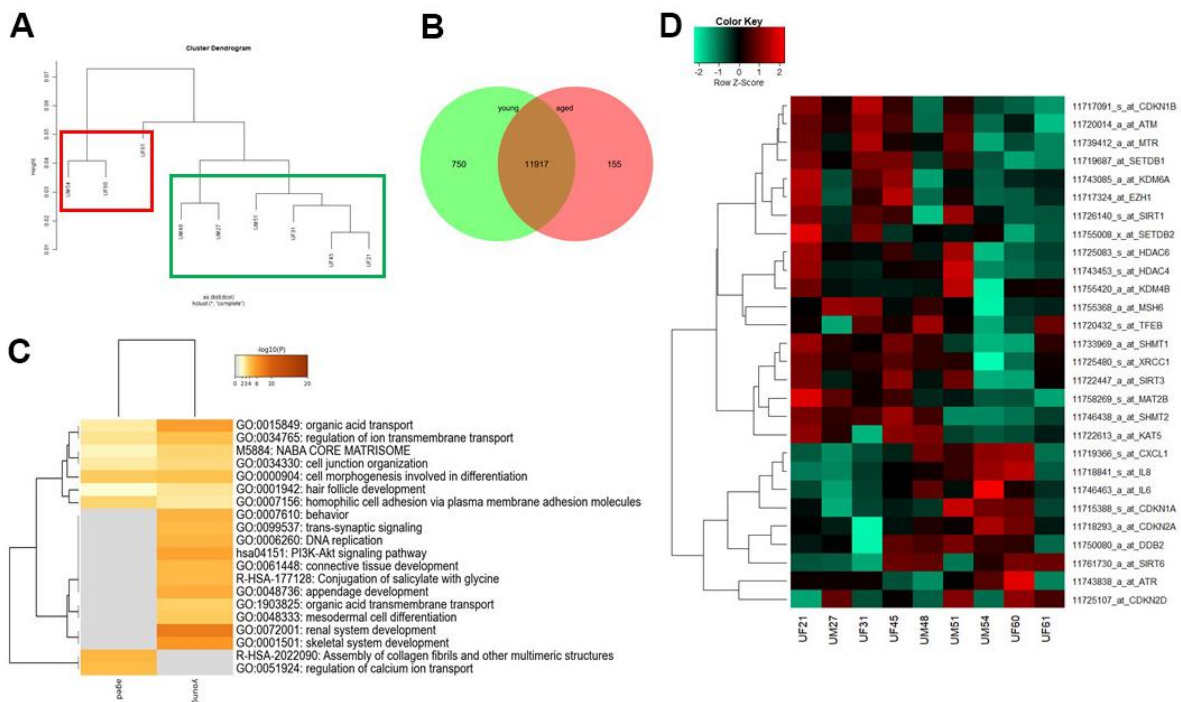 A
Cluster Dendrogram
Height
0.07
0.06
0.05
0.04
0.03
0.02
0.01
UM54
UF60
UF61
UM27
UM51
UF31
UF45
UF21
hclust (*, "complete")
B
young
aged
750
11917
155
C
-log10(P)
0 2 3 4 6 10 20
GO:0015849: organic acid transport
GO:0034765: regulation of ion transmembrane transport
M5884: NABA CORE MATRISOME
GO:0034330: cell junction organization
GO:0000904: cell morphogenesis involved in differentiation
GO:0001942: hair follicle development
GO:0007156: homophilic cell adhesion via plasma membrane adhesion molecules
GO:0007610: behavior
GO:0099537: trans-synaptic signaling
GO:0006260: DNA replication
hsa04151: PI3K-Akt signaling pathway
GO:0061448: connective tissue development
R-HSA-177128: Conjugation of salicylate with glycine
GO:0048736: appendage development
GO:1903825: organic acid transmembrane transport
GO:0048333: mesodermal cell differentiation
GO:0072001: renal system development
GO:0001501: skeletal system development
R-HSA-2022090: Assembly of collagen fibrils and other multimeric structures
GO:0051924: regulation of calcium ion transport
aged
young
D
Color Key
-2 -1 0 1 2
Row Z-Score
11717091_s_at_CDKN1B
11720014_a_at_ATM
11739412_a_at_MTR
11719687_at_SETDB1
11743085_a_at_KDM6A
11717324_at_EZH1
11726140_s_at_SIRT1
11755008_x_at_SETDB2
11725083_s_at_HDAC6
11743453_s_at_HDAC4
11755420_a_at_KDM4B
11755368_a_at_MSH6
11720432_s_at_TFEB
11733969_a_at_SHMT1
11725480_s_at_XRCC1
11722447_a_at_SIRT3
11758269_s_at_MAT2B
11746438_a_at_SHMT2
11722613_a_at_KAT5
11719366_s_at_CXCL1
11718841_s_at_IL8
11746463_a_at_IL6
11715388_s_at_CDKN1A
11718293_a_at_CDKN2A
11750080_a_at_DDB2
11761730_a_at_SIRT6
11743838_a_at_ATR
11725107_at_CDKN2D
UF21
UM27
UF31
UF45
UM48
UM51
UM54
UF60
UF61